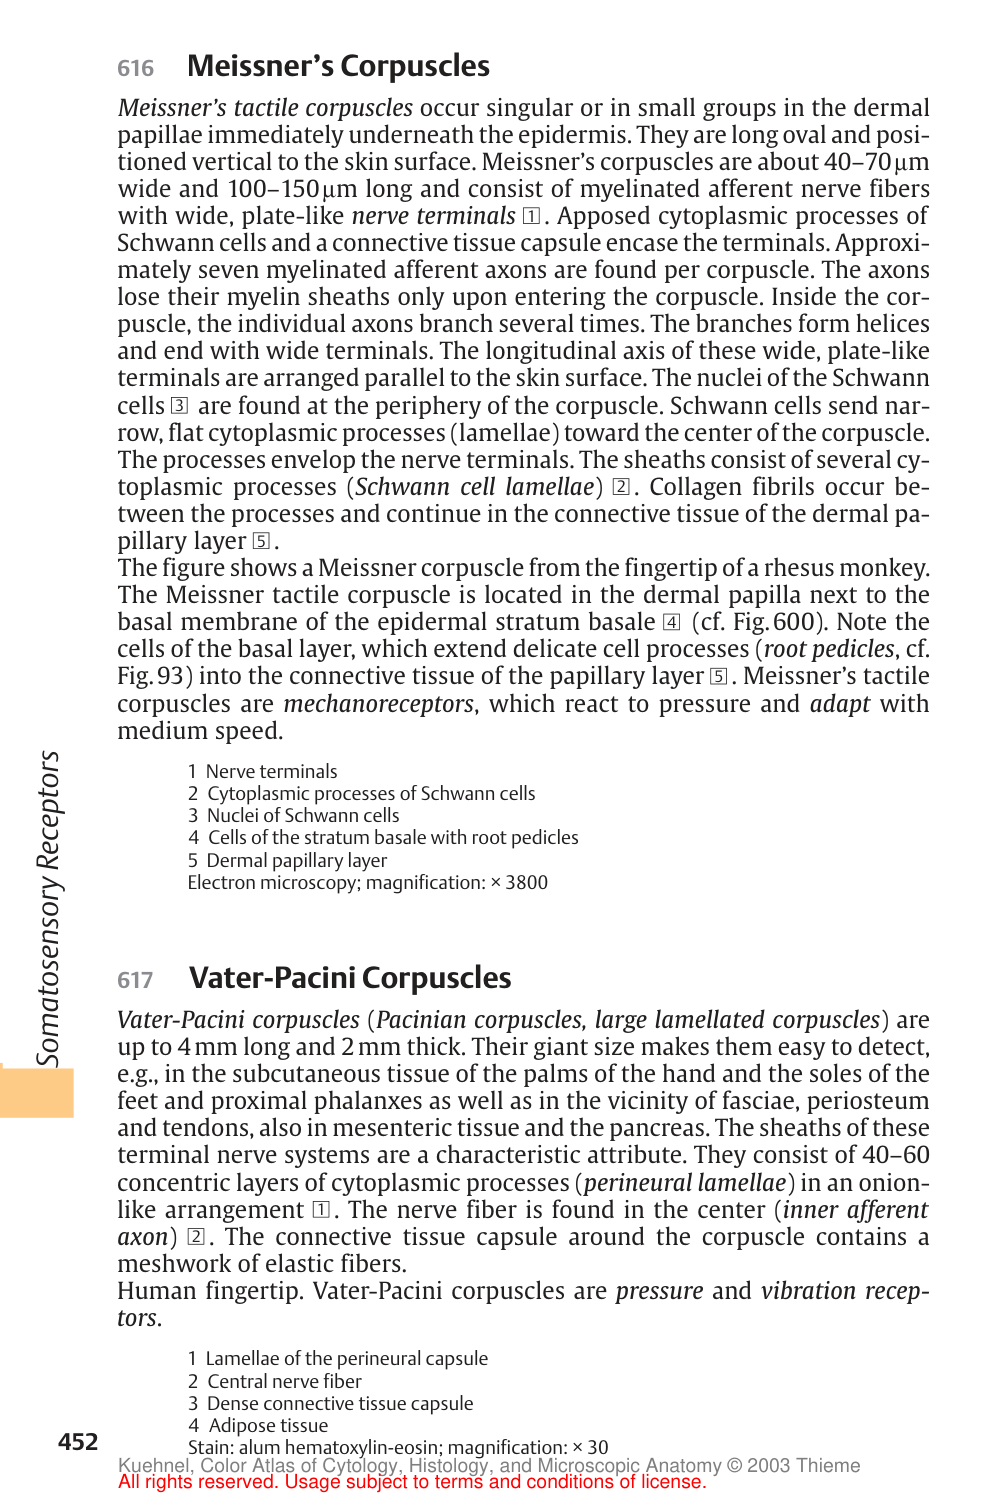 616 Meissner’s Corpuscles
Meissner’s tactile corpuscles occur singular or in small groups in the dermal
papillae immediately underneath the epidermis. They are long oval and posi-
tioned vertical to the skin surface. Meissner’s corpuscles are about 40–70 µm
wide and 100–150 µm long and consist of myelinated afferent nerve fibers
with wide, plate-like nerve terminals 1. Apposed cytoplasmic processes of
Schwann cells and a connective tissue capsule encase the terminals. Approxi-
mately seven myelinated afferent axons are found per corpuscle. The axons
lose their myelin sheaths only upon entering the corpuscle. Inside the cor-
puscle, the individual axons branch several times. The branches form helices
and end with wide terminals. The longitudinal axis of these wide, plate-like
terminals are arranged parallel to the skin surface. The nuclei of the Schwann
cells 3 are found at the periphery of the corpuscle. Schwann cells send nar-
row, flat cytoplasmic processes (lamellae) toward the center of the corpuscle.
The processes envelop the nerve terminals. The sheaths consist of several cy-
toplasmic processes (Schwann cell lamellae) 2. Collagen fibrils occur be-
tween the processes and continue in the connective tissue of the dermal pa-
pillary layer 5.
The figure shows a Meissner corpuscle from the fingertip of a rhesus monkey.
The Meissner tactile corpuscle is located in the dermal papilla next to the
basal membrane of the epidermal stratum basale 4 (cf. Fig. 600). Note the
cells of the basal layer, which extend delicate cell processes (root pedicles, cf.
Fig. 93) into the connective tissue of the papillary layer 5. Meissner’s tactile
corpuscles are mechanoreceptors, which react to pressure and adapt with
medium speed.
1 Nerve terminals
2 Cytoplasmic processes of Schwann cells
3 Nuclei of Schwann cells
4 Cells of the stratum basale with root pedicles
5 Dermal papillary layer
Electron microscopy; magnification: × 3800
Somatosensory Receptors
617 Vater-Pacini Corpuscles
Vater-Pacini corpuscles (Pacinian corpuscles, large lamellated corpuscles) are
up to 4 mm long and 2 mm thick. Their giant size makes them easy to detect,
e.g., in the subcutaneous tissue of the palms of the hand and the soles of the
feet and proximal phalanxes as well as in the vicinity of fasciae, periosteum
and tendons, also in mesenteric tissue and the pancreas. The sheaths of these
terminal nerve systems are a characteristic attribute. They consist of 40–60
concentric layers of cytoplasmic processes (perineural lamellae) in an onion-
like arrangement 1. The nerve fiber is found in the center (inner afferent
axon) 2. The connective tissue capsule around the corpuscle contains a
meshwork of elastic fibers.
Human fingertip. Vater-Pacini corpuscles are pressure and vibration recep-
tors.
1 Lamellae of the perineural capsule
2 Central nerve fiber
3 Dense connective tissue capsule
4 Adipose tissue
Stain: alum hematoxylin-eosin; magnification: × 30
452
Kuehnel, Color Atlas of Cytology, Histology, and Microscopic Anatomy © 2003 Thieme
All rights reserved. Usage subject to terms and conditions of license.